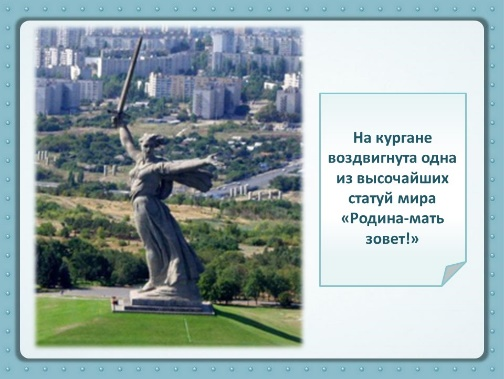 На кургане
воздвигнута одна
из высочайших
статуй мира
«Родина-мать
зовет!»